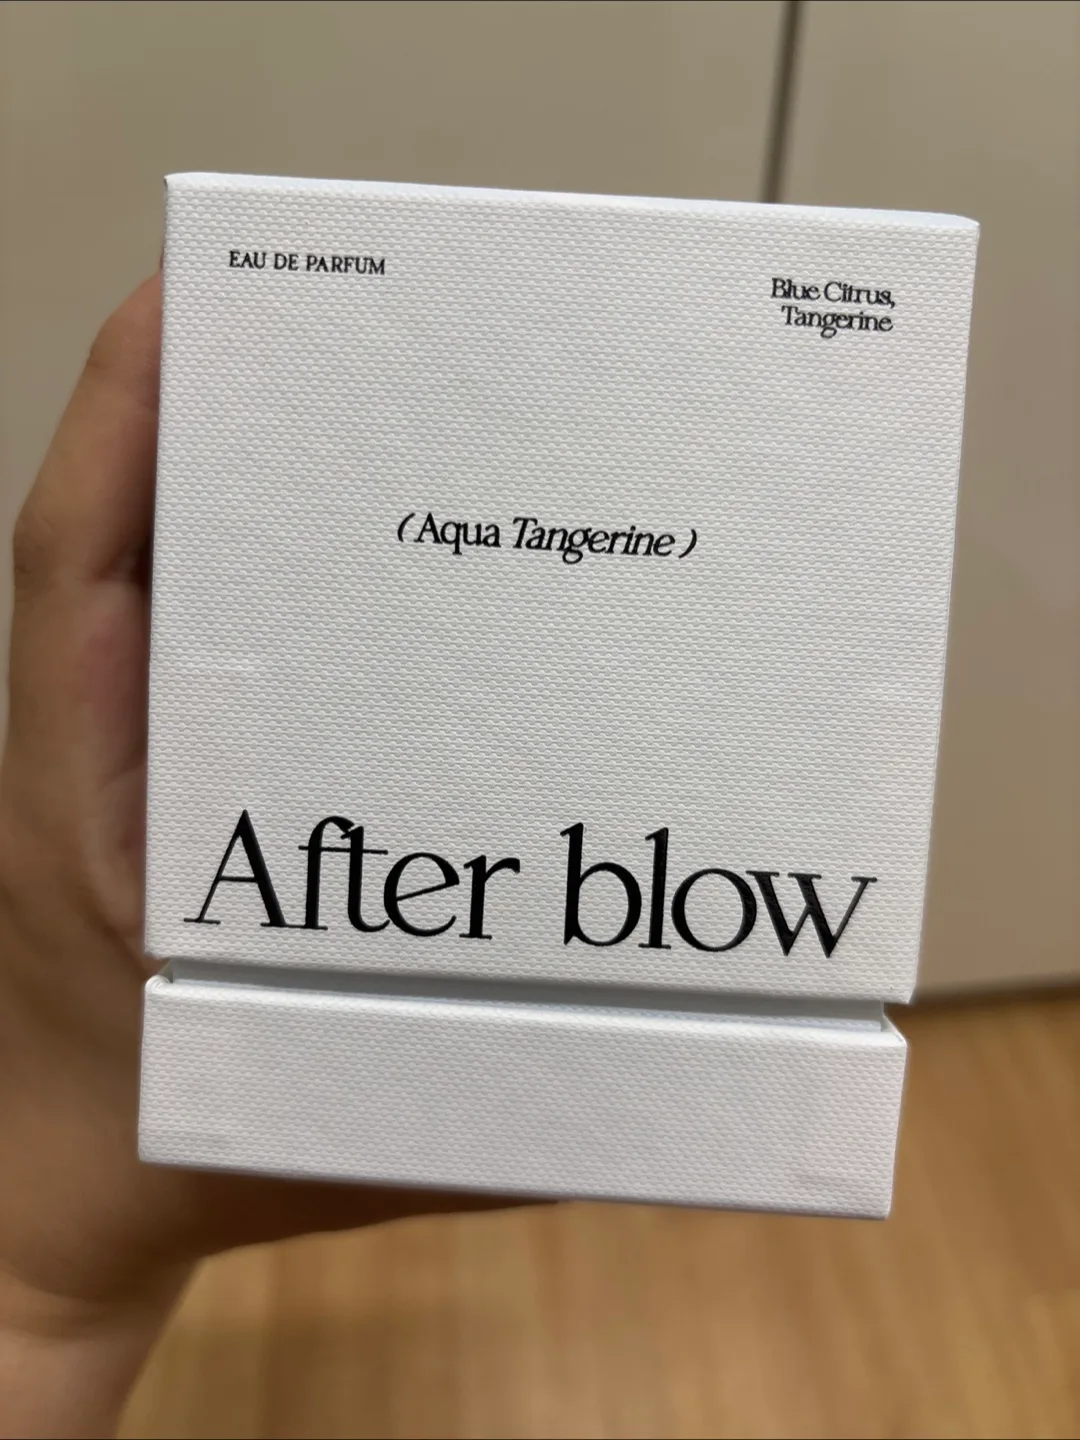 EAU DE PARFUM
Blue Citrus,
Tangerine
(Aqua Tangerine)
After blow